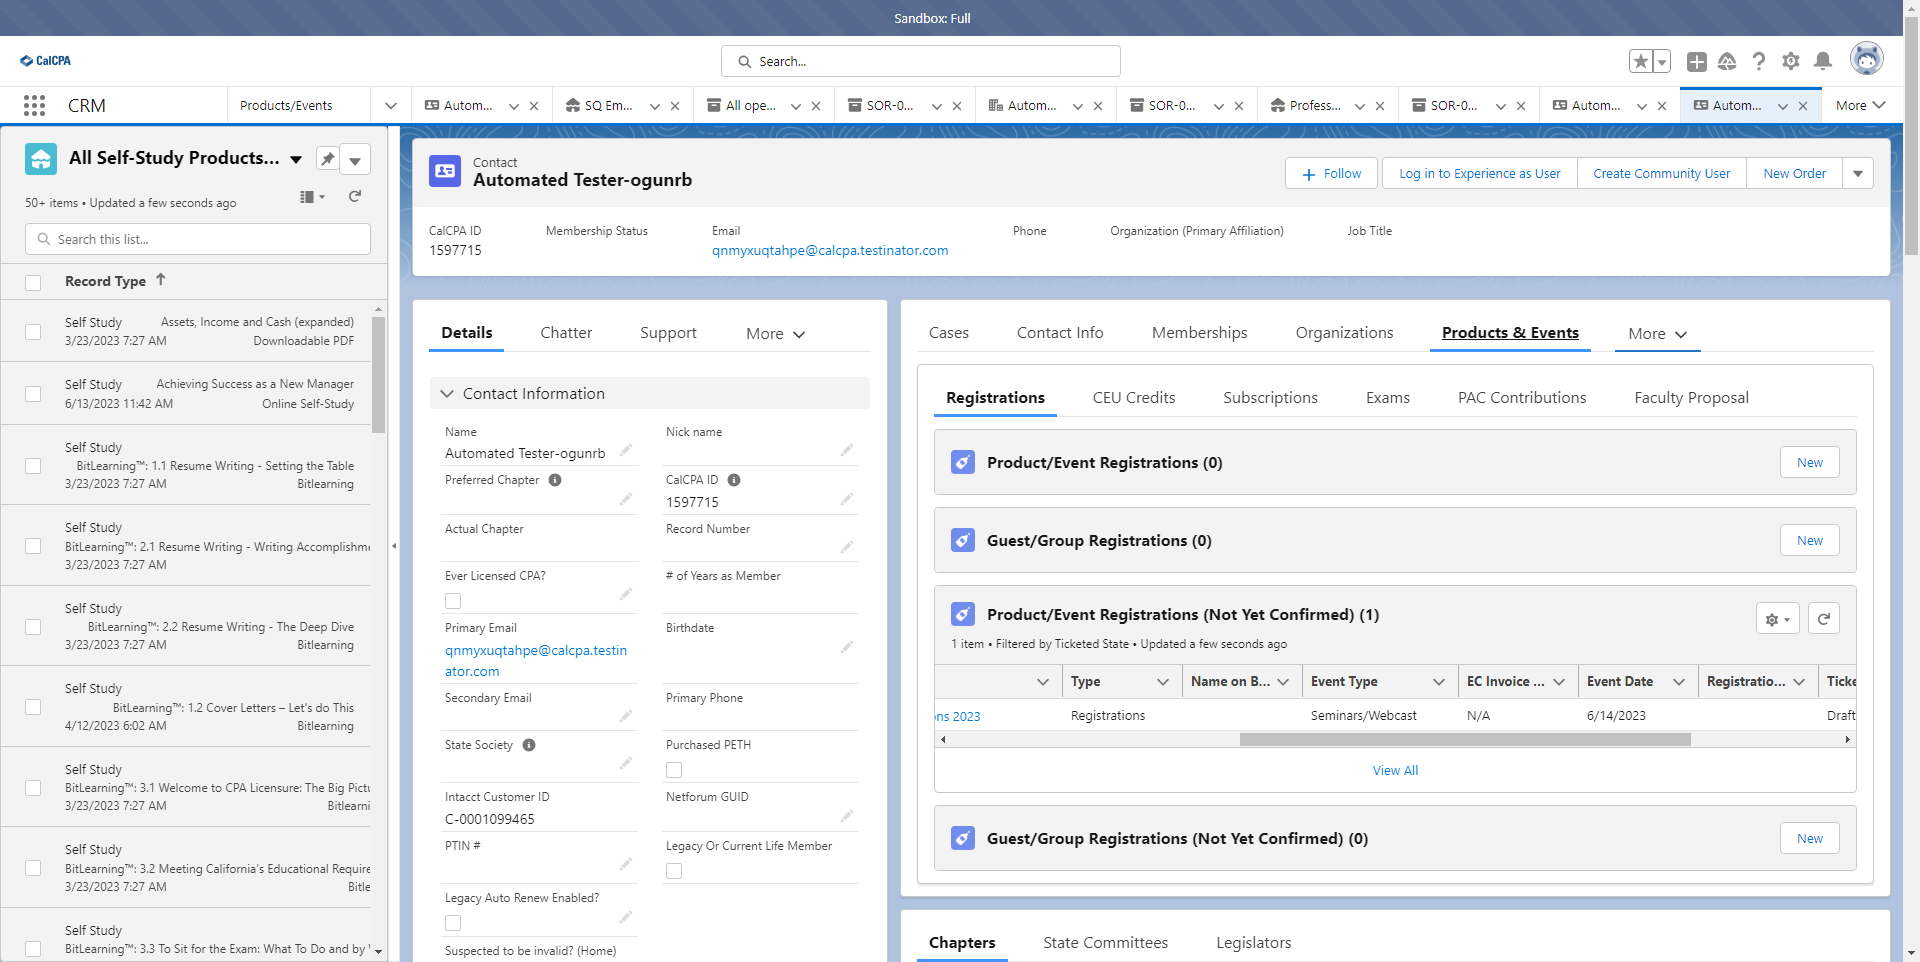 Sandbox: Full
CalCPA
Search...
CRM
Products/Events
Autom...
SQ Em...
All ope...
SOR-0...
Autom...
SOR-0...
Profess...
SOR-0...
Autom...
Autom...
More
All Self-Study Products...
50+ items • Updated a few seconds ago
Search this list...
Record Type
Self Study
Assets, Income and Cash (expanded)
3/23/2023 7:27 AM
Downloadable PDF
Self Study
Achieving Success as a New Manager
6/13/2023 11:42 AM
Online Self-Study
Self Study
BitLearning™: 1.1 Resume Writing - Setting the Table
3/23/2023 7:27 AM
Bitlearning
Self Study
BitLearning™: 2.1 Resume Writing - Writing Accomplishme
3/23/2023 7:27 AM
Self Study
BitLearning™: 2.2 Resume Writing - The Deep Dive
3/23/2023 7:27 AM
Bitlearning
Self Study
BitLearning™: 1.2 Cover Letters – Let's do This
4/12/2023 6:02 AM
Bitlearning
Self Study
BitLearning™: 3.1 Welcome to CPA Licensure: The Big Pictu
3/23/2023 7:27 AM
Bitlearni
Self Study
BitLearning™: 3.2 Meeting California's Educational Require
3/23/2023 7:27 AM
Bitle
Self Study
BitLearning™: 3.3 To Sit for the Exam: What To Do and by
Contact
Automated Tester-ogunrb
Follow
Log in to Experience as User
Create Community User
New Order
CalCPA ID
1597715
Membership Status
Email
qnmyxuqtahpe@calcpa.testinator.com
Phone
Organization (Primary Affiliation)
Job Title
Details
Chatter
Support
More
Contact Information
Name
Automated Tester-ogunrb
Nick name
Preferred Chapter
CalCPA ID
1597715
Actual Chapter
Record Number
Ever Licensed CPA?
# of Years as Member
Primary Email
qnmyxuqtahpe@calcpa.testin
ator.com
Birthdate
Secondary Email
Primary Phone
State Society
Purchased PETH
Intacct Customer ID
C-0001099465
Netforum GUID
PTIN #
Legacy Or Current Life Member
Legacy Auto Renew Enabled?
Suspected to be invalid? (Home)
Cases
Contact Info
Memberships
Organizations
Products & Events
More
Registrations
CEU Credits
Subscriptions
Exams
PAC Contributions
Faculty Proposal
Product/Event Registrations (0)
New
Guest/Group Registrations (0)
New
Product/Event Registrations (Not Yet Confirmed) (1)
1 item • Filtered by Ticketed State • Updated a few seconds ago
Type
Name on B...
Event Type
EC Invoice ...
Event Date
Registratio...
Ticke
ns 2023
Registrations
Seminars/Webcast
N/A
6/14/2023
Draft
View All
Guest/Group Registrations (Not Yet Confirmed) (0)
New
Chapters
State Committees
Legislators